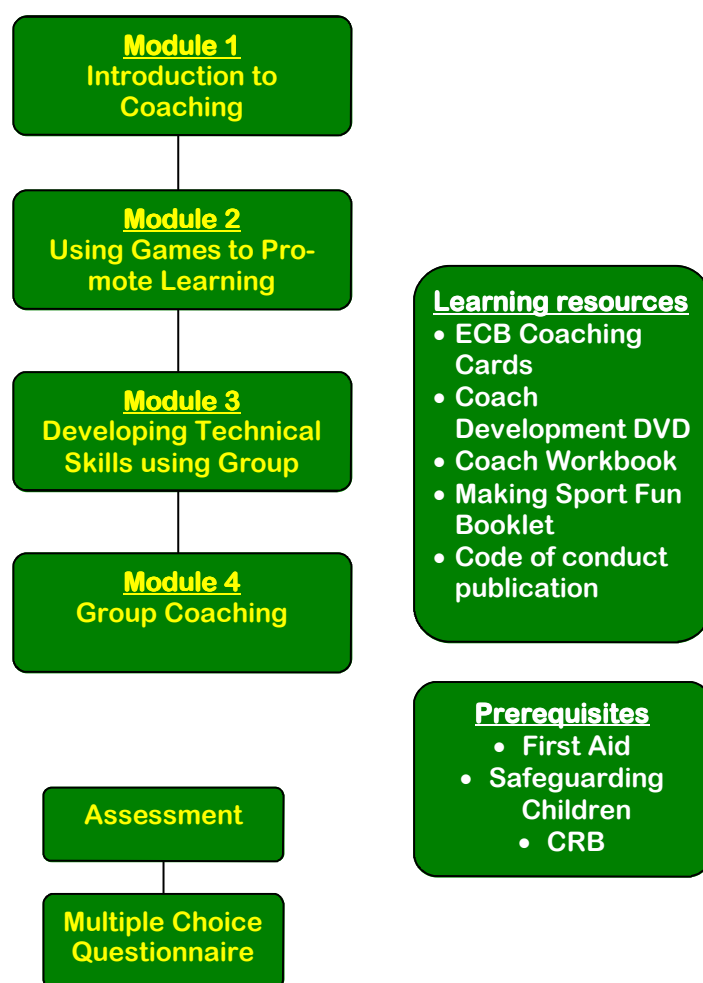 Module 1
Introduction to
Coaching
Module 2
Using Games to Pro-
mote Learning
Module 3
Developing Technical
Skills using Group
Module 4
Group Coaching
Learning resources
• ECB Coaching
Cards
• Coach
Development DVD
• Coach Workbook
• Making Sport Fun
Booklet
• Code of conduct
publication
Prerequisites
• First Aid
• Safeguarding
Children
• CRB
Assessment
Multiple Choice
Questionnaire